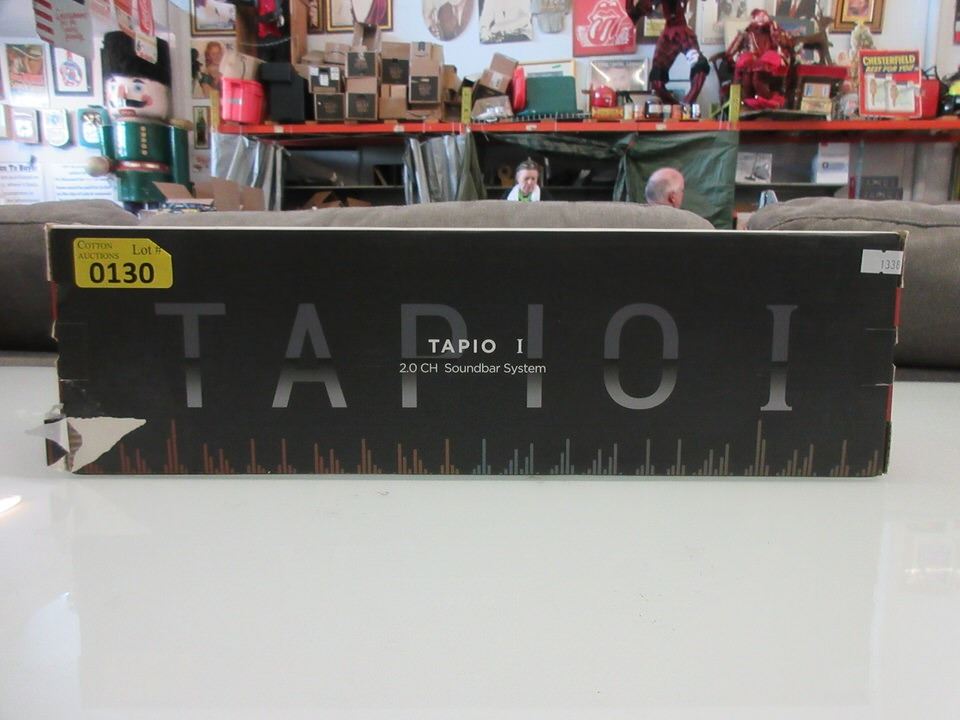 CHESTERFIELD
BEST FOR YOU
COTTON
AUCTIONS
Lot #
0130
1338
TAPIO I
TAPIO I
2.0 CH Soundbar System